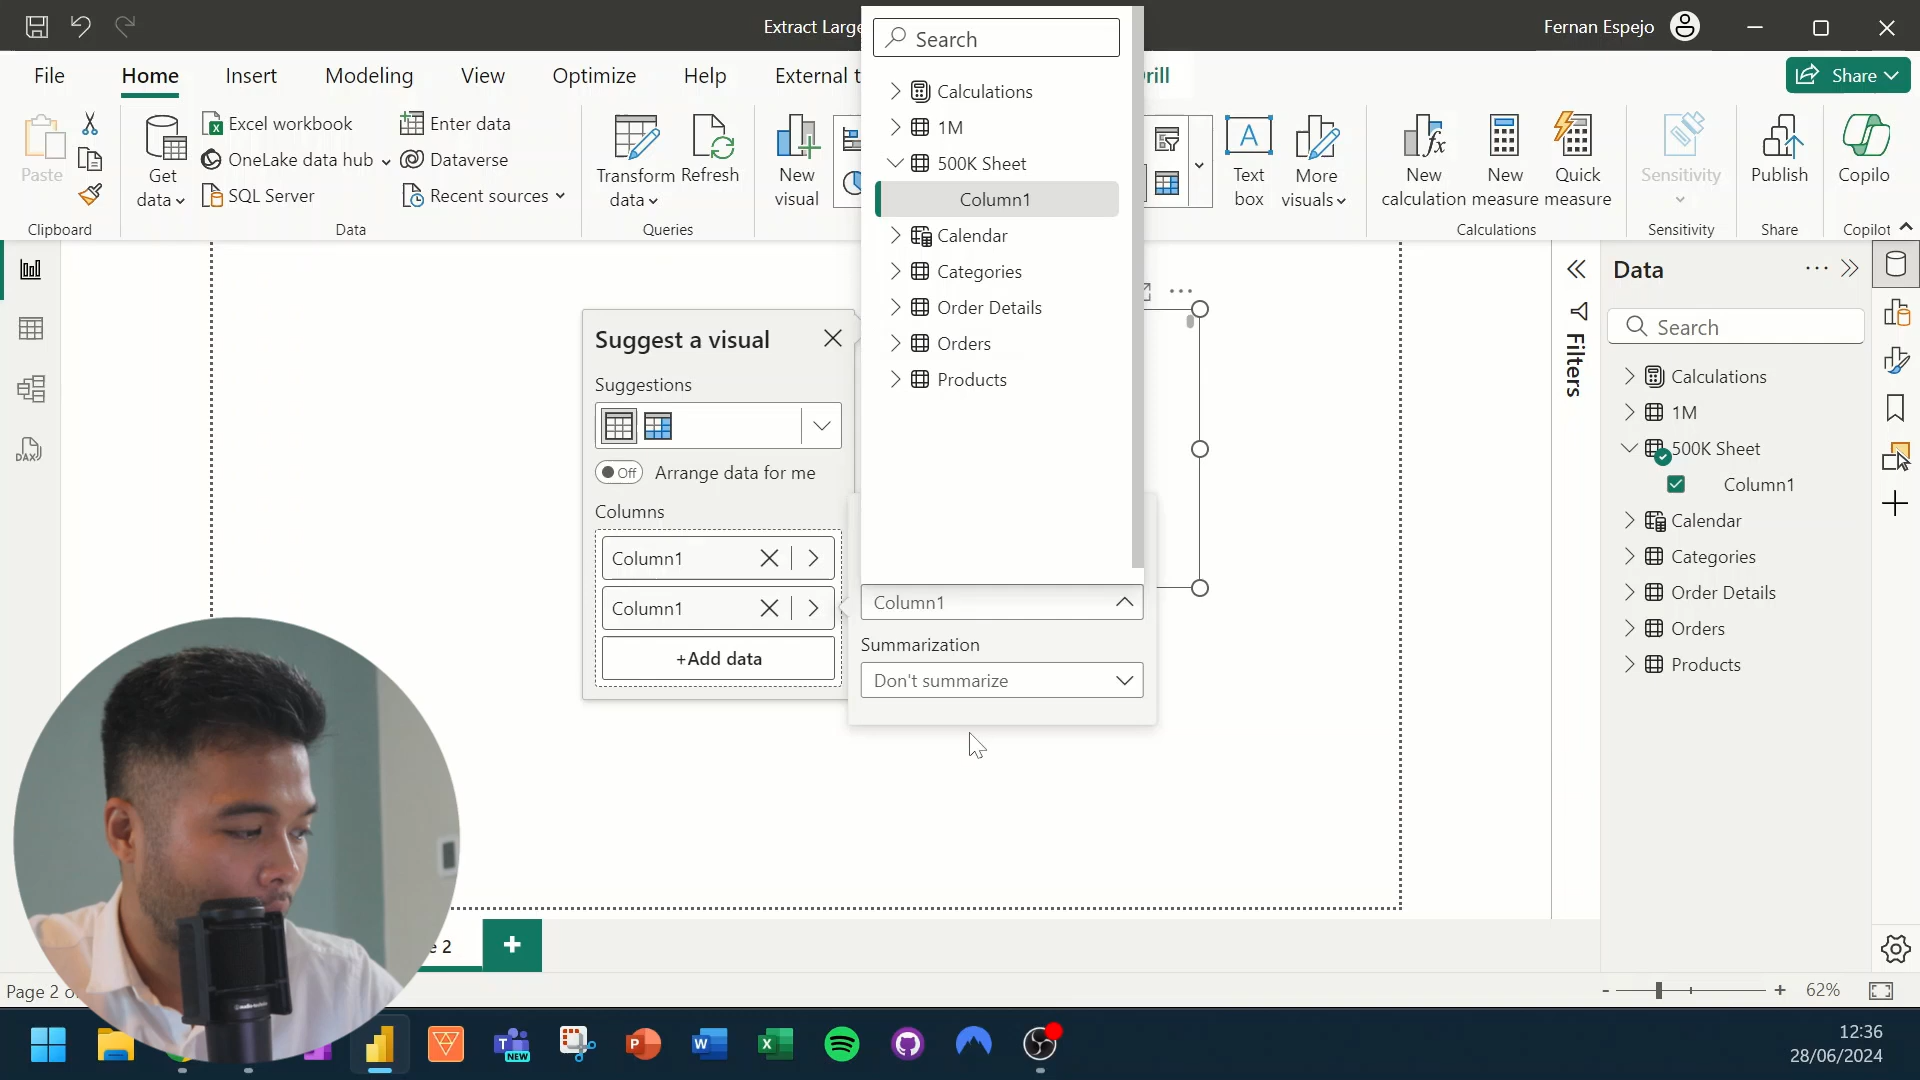 Extract Large
Fernan Espejo
File
Home
Insert
Modeling
View
Optimize
Help
External t
rill
Share
Paste
Excel workbook
OneLake data hub
SQL Server
Get
data
Enter data
Dataverse
Recent sources
Transform
data
Refresh
New
visual
Text
box
More
visuals
New
calculation
New
measure
Quick
measure
Sensitivity
Publish
Copilo
Clipboard
Data
Queries
Calculations
Sensitivity
Share
Copilot
Search
Calculations
1M
500K Sheet
Column1
Calendar
Categories
Order Details
Orders
Products
Suggest a visual
Suggestions
Off
Arrange data for me
Columns
Column1
Column1
+Add data
Column1
Summarization
Don't summarize
Filters
Data
Search
Calculations
1M
500K Sheet
Column1
Calendar
Categories
Order Details
Orders
Products
DAX
e 2
Page 2 o
62%
NEW
12:36
28/06/2024